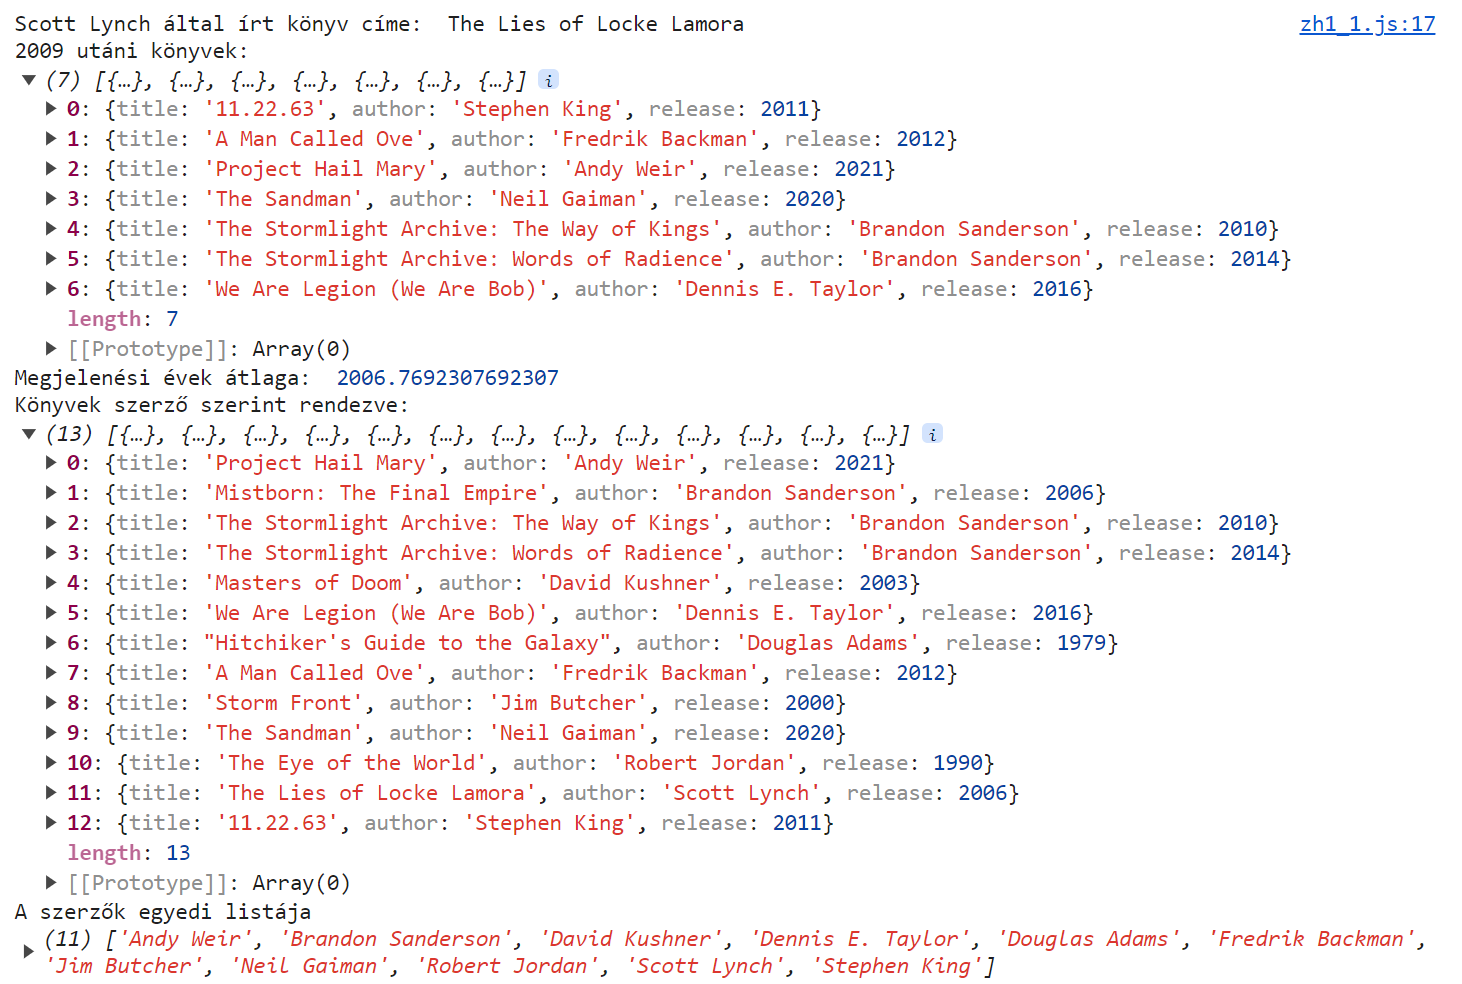 Scott Lynch által írt könyv címe:  The Lies of Locke Lamora zh1_1.js:17
2009 utáni könyvek:
▼ (7) [{…}, {…}, {…}, {…}, {…}, {…}, {…}] i
▶ 0: {title: '11.22.63', author: 'Stephen King', release: 2011}
▶ 1: {title: 'A Man Called Ove', author: 'Fredrik Backman', release: 2012}
▶ 2: {title: 'Project Hail Mary', author: 'Andy Weir', release: 2021}
▶ 3: {title: 'The Sandman', author: 'Neil Gaiman', release: 2020}
▶ 4: {title: 'The Stormlight Archive: The Way of Kings', author: 'Brandon Sanderson', release: 2010}
▶ 5: {title: 'The Stormlight Archive: Words of Radience', author: 'Brandon Sanderson', release: 2014}
▶ 6: {title: 'We Are Legion (We Are Bob)', author: 'Dennis E. Taylor', release: 2016}
length: 7
▶ [[Prototype]]: Array(0)
Megjelenési évek átlaga:  2006.7692307692307
Könyvek szerző szerint rendezve:
▼ (13) [{…}, {…}, {…}, {…}, {…}, {…}, {…}, {…}, {…}, {…}, {…}, {…}, {…}] i
▶ 0: {title: 'Project Hail Mary', author: 'Andy Weir', release: 2021}
▶ 1: {title: 'Mistborn: The Final Empire', author: 'Brandon Sanderson', release: 2006}
▶ 2: {title: 'The Stormlight Archive: The Way of Kings', author: 'Brandon Sanderson', release: 2010}
▶ 3: {title: 'The Stormlight Archive: Words of Radience', author: 'Brandon Sanderson', release: 2014}
▶ 4: {title: 'Masters of Doom', author: 'David Kushner', release: 2003}
▶ 5: {title: 'We Are Legion (We Are Bob)', author: 'Dennis E. Taylor', release: 2016}
▶ 6: {title: "Hitchiker's Guide to the Galaxy", author: 'Douglas Adams', release: 1979}
▶ 7: {title: 'A Man Called Ove', author: 'Fredrik Backman', release: 2012}
▶ 8: {title: 'Storm Front', author: 'Jim Butcher', release: 2000}
▶ 9: {title: 'The Sandman', author: 'Neil Gaiman', release: 2020}
▶ 10: {title: 'The Eye of the World', author: 'Robert Jordan', release: 1990}
▶ 11: {title: 'The Lies of Locke Lamora', author: 'Scott Lynch', release: 2006}
▶ 12: {title: '11.22.63', author: 'Stephen King', release: 2011}
length: 13
▶ [[Prototype]]: Array(0)
A szerzők egyedi listája
▶ (11) ['Andy Weir', 'Brandon Sanderson', 'David Kushner', 'Dennis E. Taylor', 'Douglas Adams', 'Fredrik Backman',
'Jim Butcher', 'Neil Gaiman', 'Robert Jordan', 'Scott Lynch', 'Stephen King']